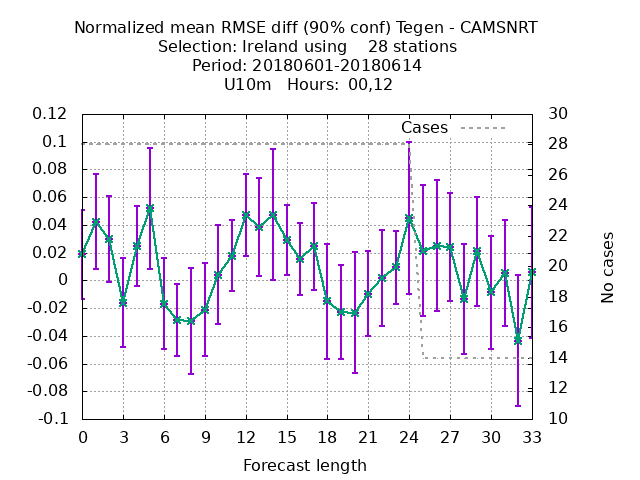 Normalized mean RMSE diff (90% conf) Tegen - CAMSNRT
Selection: Ireland using 28 stations
Period: 20180601-20180614
U10m Hours: 00,12
Cases
0.12
0.1
0.08
0.06
0.04
0.02
0
-0.02
-0.04
-0.06
-0.08
-0.1
30
28
26
24
22
20
18
16
14
12
10
No cases
0 3 6 9 12 15 18 21 24 27 30 33
Forecast length